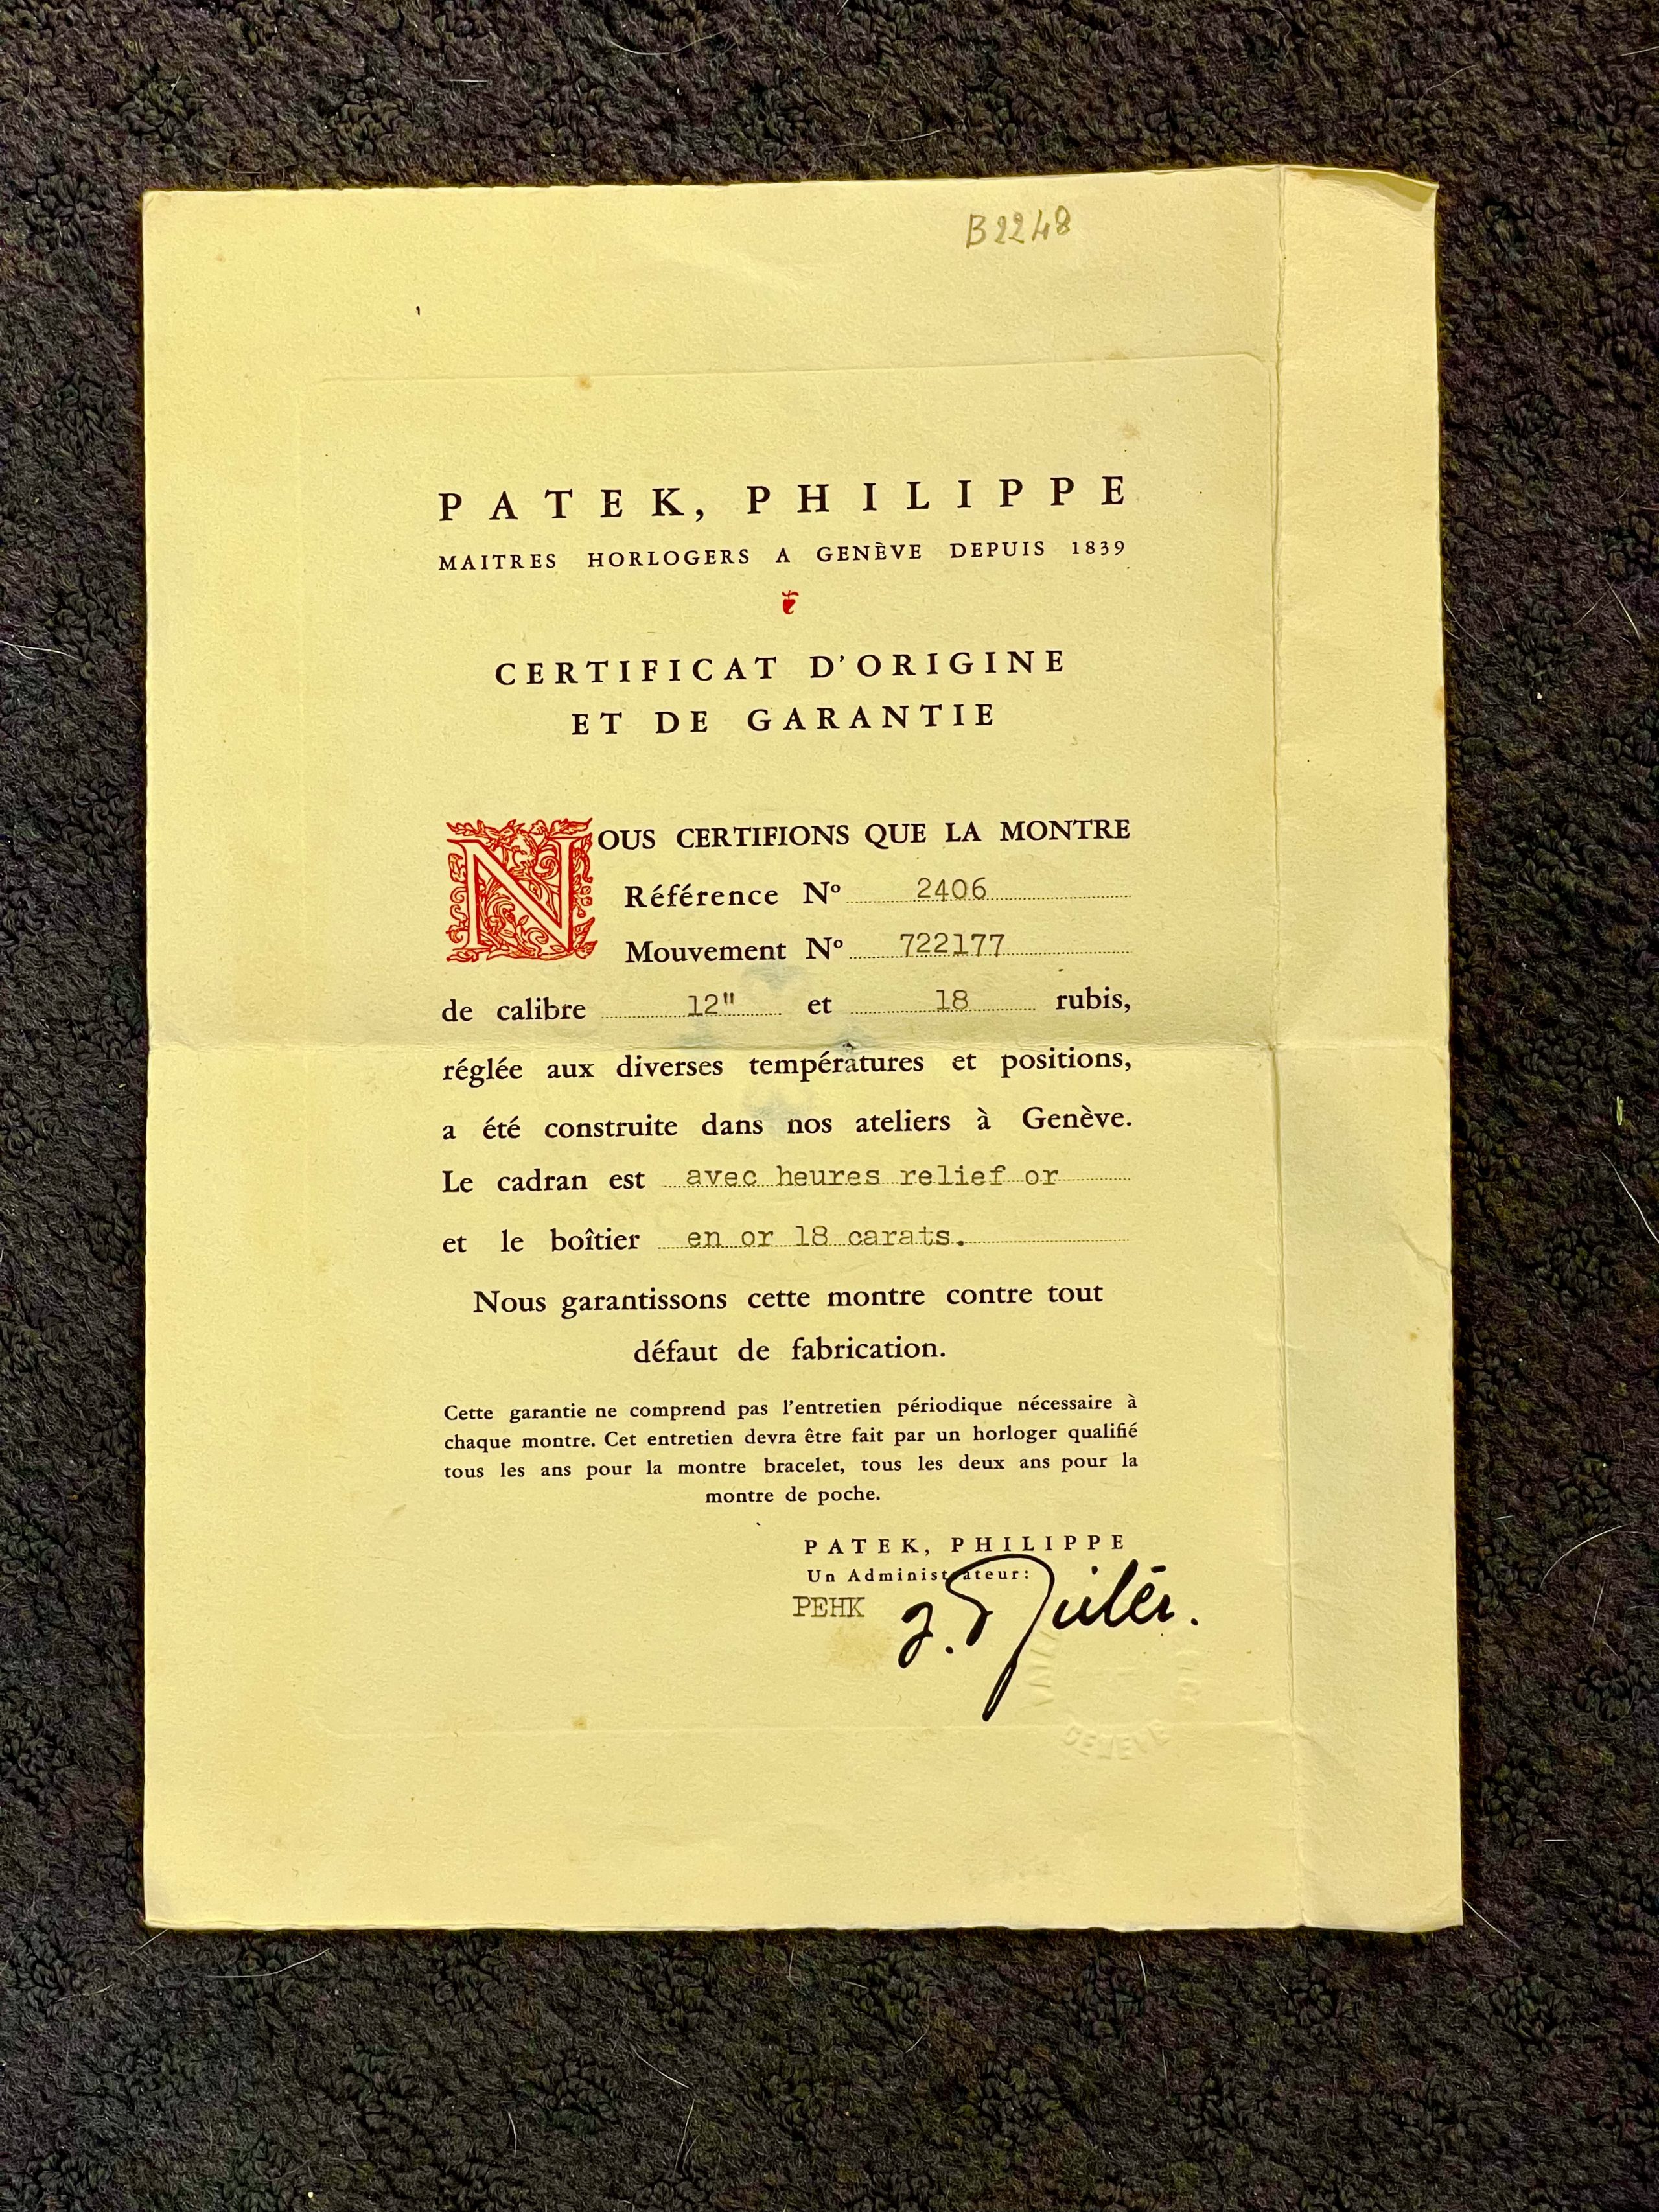 B2248
PATEK, PHILIPPE
MAITRES HORLOGERS A GENÈVE DEPUIS 1839
CERTIFICAT D'ORIGINE
ET DE GARANTIE
NOUS CERTIFIONS QUE LA MONTRE
Référence Nº 2406
Mouvement Nº 722177
de calibre 12" et 18 rubis,
réglée aux diverses températures et positions,
a été construite dans nos ateliers à Genève.
Le cadran est avec heures relief or
et le boîtier en or 18 carats.
Nous garantissons cette montre contre tout
défaut de fabrication.
Cette garantie ne comprend pas l'entretien périodique nécessaire à
chaque montre. Cet entretien devra être fait par un horloger qualifié
tous les ans pour la montre bracelet, tous les deux ans pour la
montre de poche.
PATEK, PHILIPPE
Un Administrateur:
PEHK
GENEVE